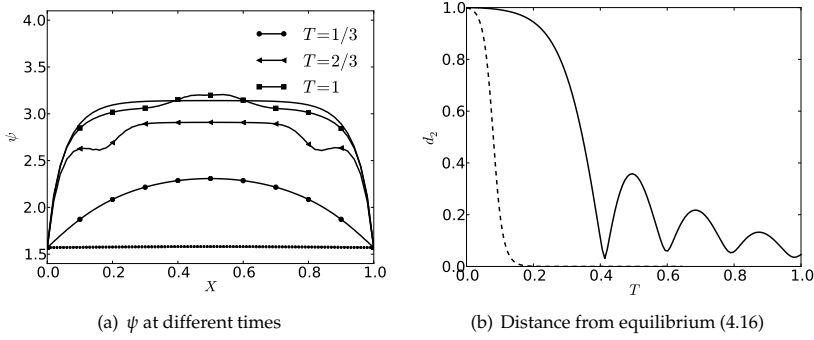 4.0
3.5
3.0
2.5
2.0
1.5
ψ
0.0 0.2 0.4 0.6 0.8 1.0
X
T=1/3
T=2/3
T=1
(a) ψ at different times
1.0
0.8
0.6
0.4
0.2
0.0
d₂
0.0 0.2 0.4 0.6 0.8 1.0
T
(b) Distance from equilibrium (4.16)